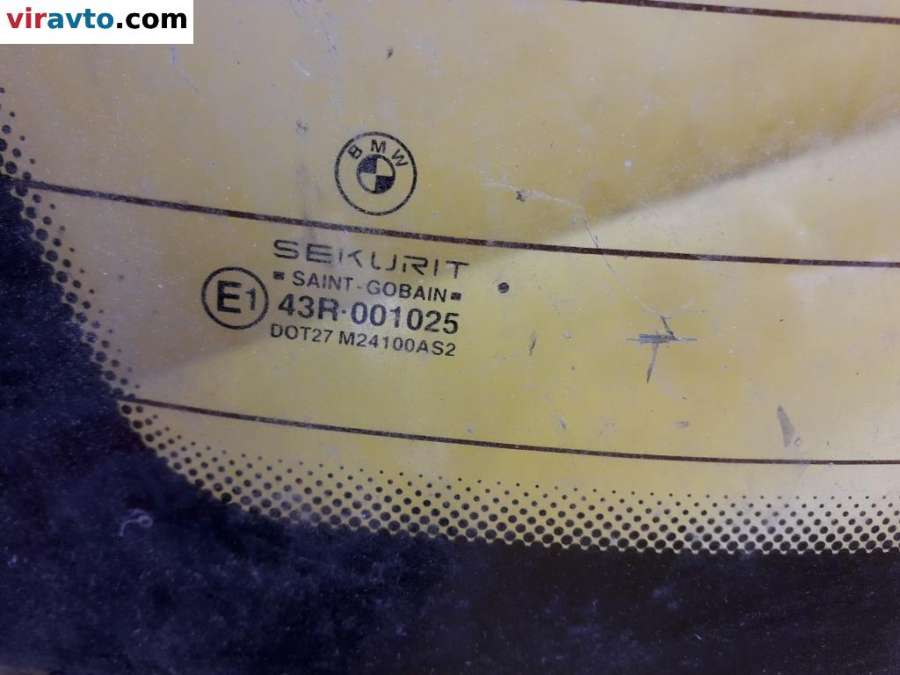 viravto.com
BMW
SEKURIT
SAINT-GOBAIN
E1
43R-001025
DOT27 M24100AS2